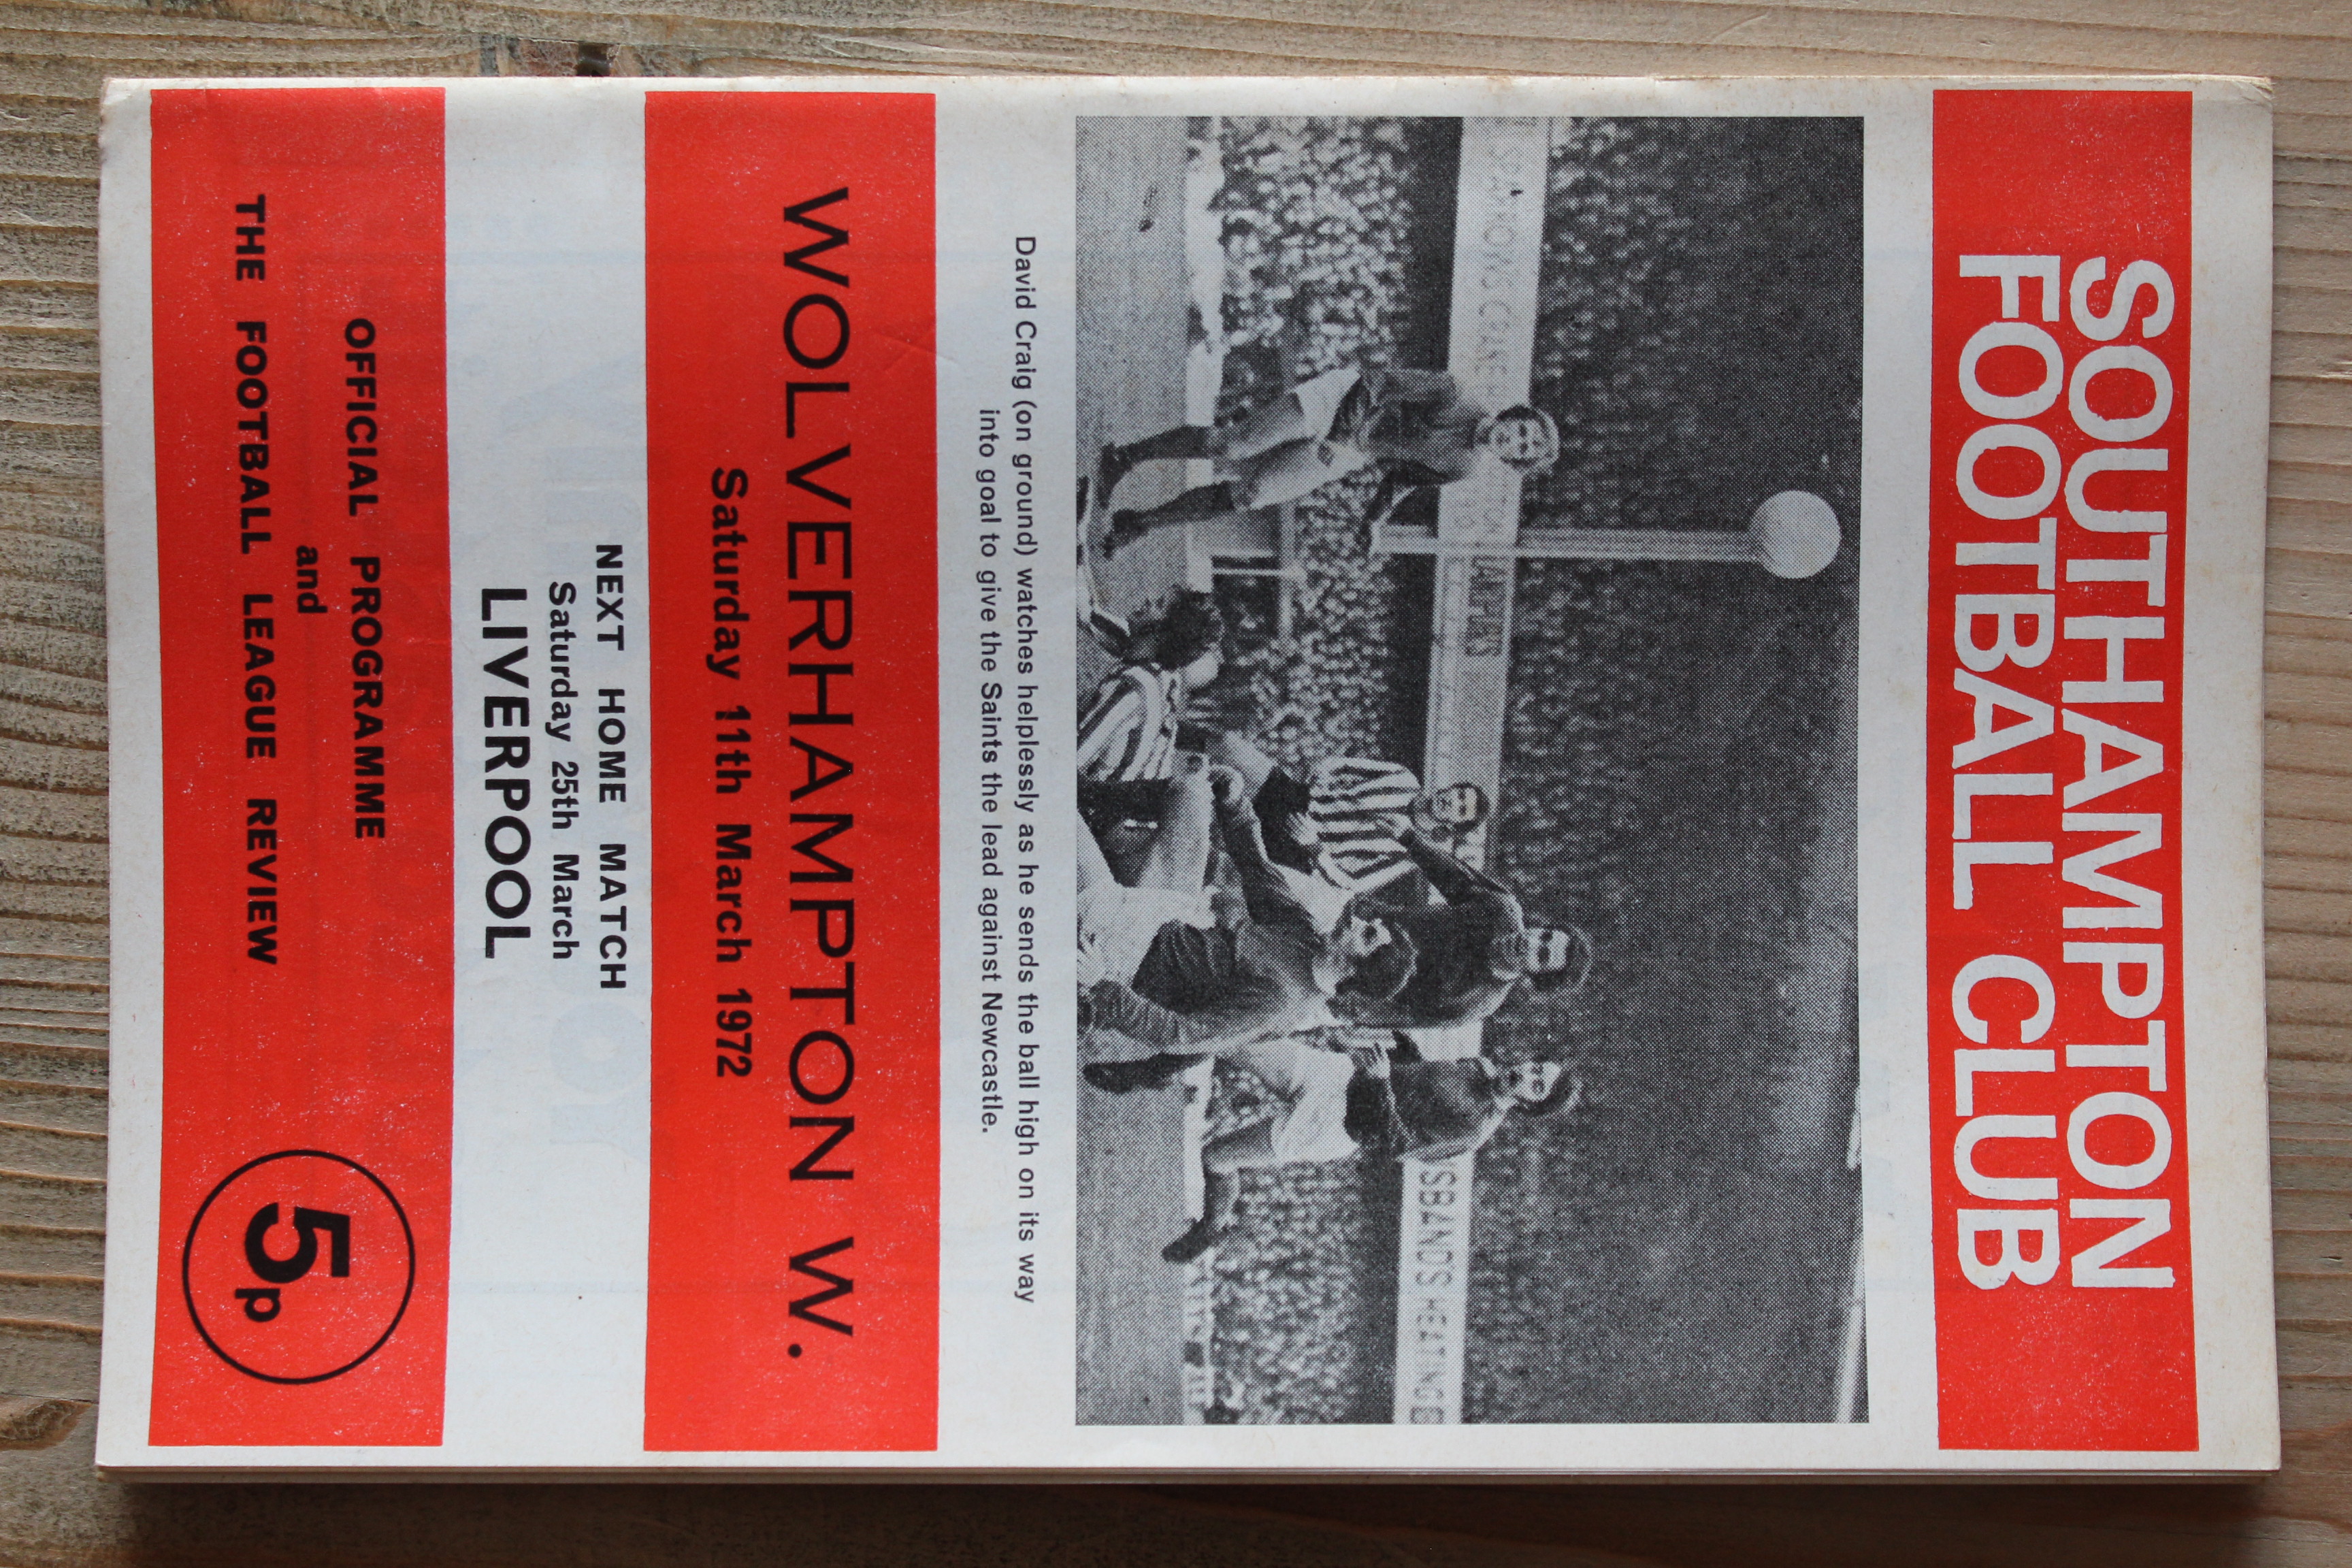 SOUTHAMPTON
FOOTBALL CLUB
SBANDS HEATING
David Craig (on ground) watches helplessly as he sends the ball high on its way
into goal to give the Saints the lead against Newcastle.
WOLVERHAMPTON W.
Saturday 11th March 1972
NEXT HOME MATCH
Saturday 25th March
LIVERPOOL
OFFICIAL PROGRAMME
and
THE FOOTBALL LEAGUE REVIEW
5p